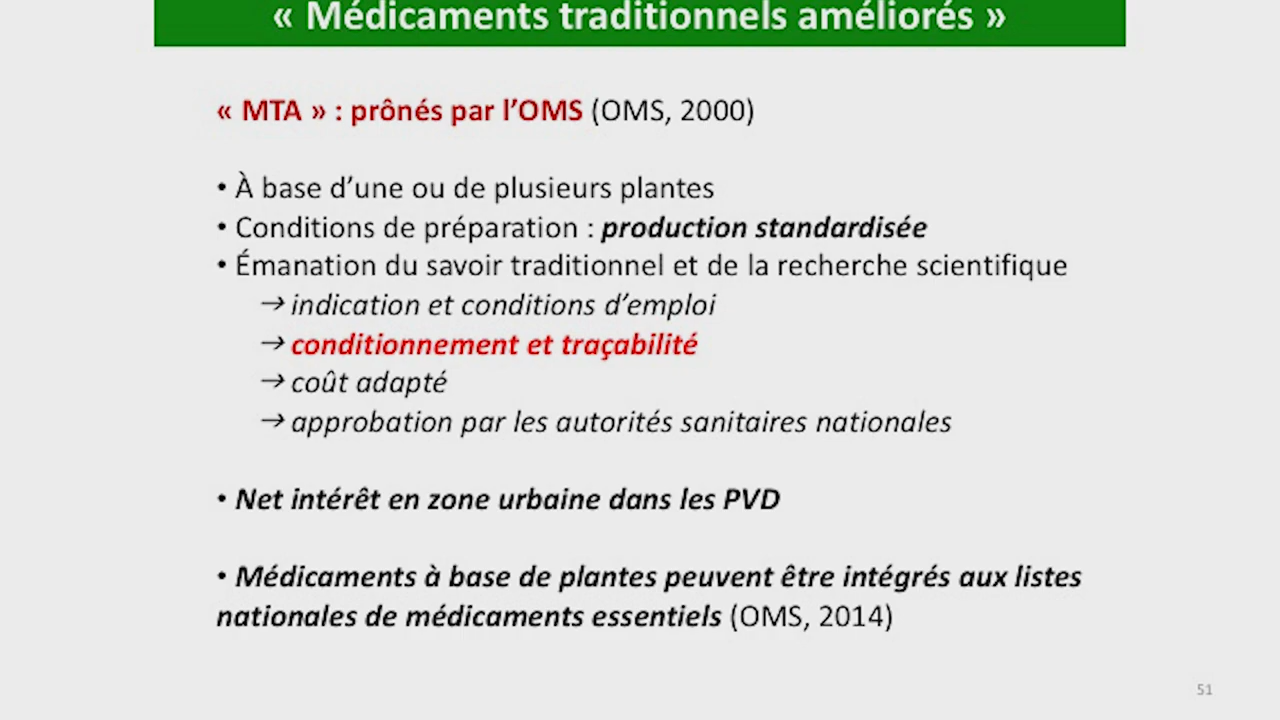 « Médicaments traditionnels améliorés »
« MTA » : prônés par l’OMS (OMS, 2000)
• À base d’une ou de plusieurs plantes
• Conditions de préparation : production standardisée
• Émanation du savoir traditionnel et de la recherche scientifique
→ indication et conditions d’emploi
→ conditionnement et traçabilité
→ coût adapté
→ approbation par les autorités sanitaires nationales
• Net intérêt en zone urbaine dans les PVD
• Médicaments à base de plantes peuvent être intégrés aux listes
nationales de médicaments essentiels (OMS, 2014)
51